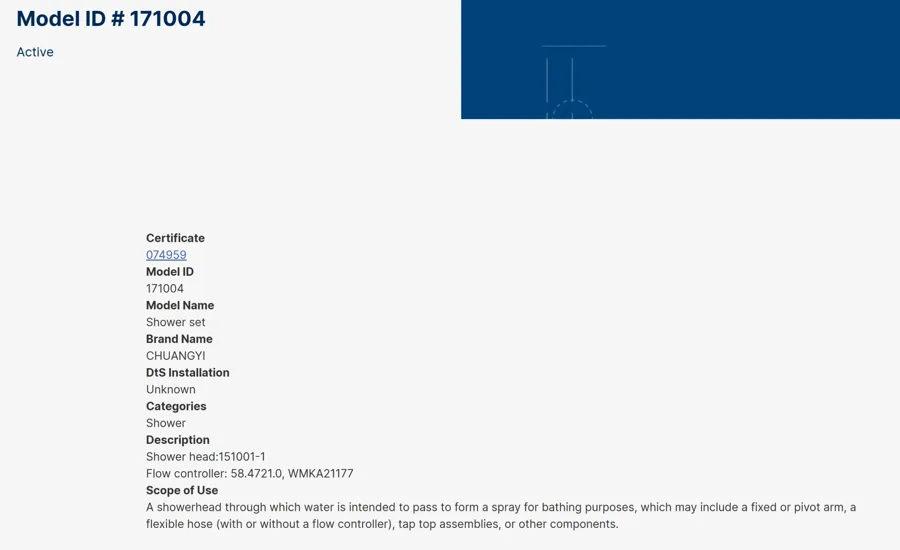 Model ID # 171004
Active
Certificate
074959
Model ID
171004
Model Name
Shower set
Brand Name
CHUANGYI
DtS Installation
Unknown
Categories
Shower
Description
Shower head:151001-1
Flow controller: 58.4721.0, WMKA21177
Scope of Use
A showerhead through which water is intended to pass to form a spray for bathing purposes, which may include a fixed or pivot arm, a
flexible hose (with or without a flow controller), tap top assemblies, or other components.